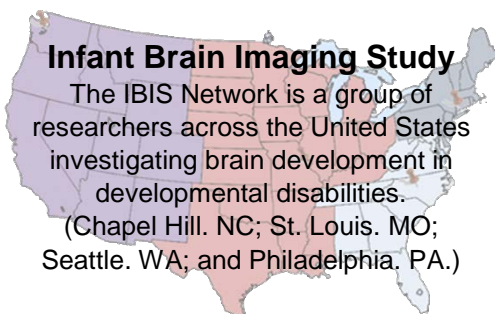 Infant Brain Imaging Study
The IBIS Network is a group of
researchers across the United States
investigating brain development in
developmental disabilities.
(Chapel Hill. NC; St. Louis. MO;
Seattle. WA; and Philadelphia. PA.)